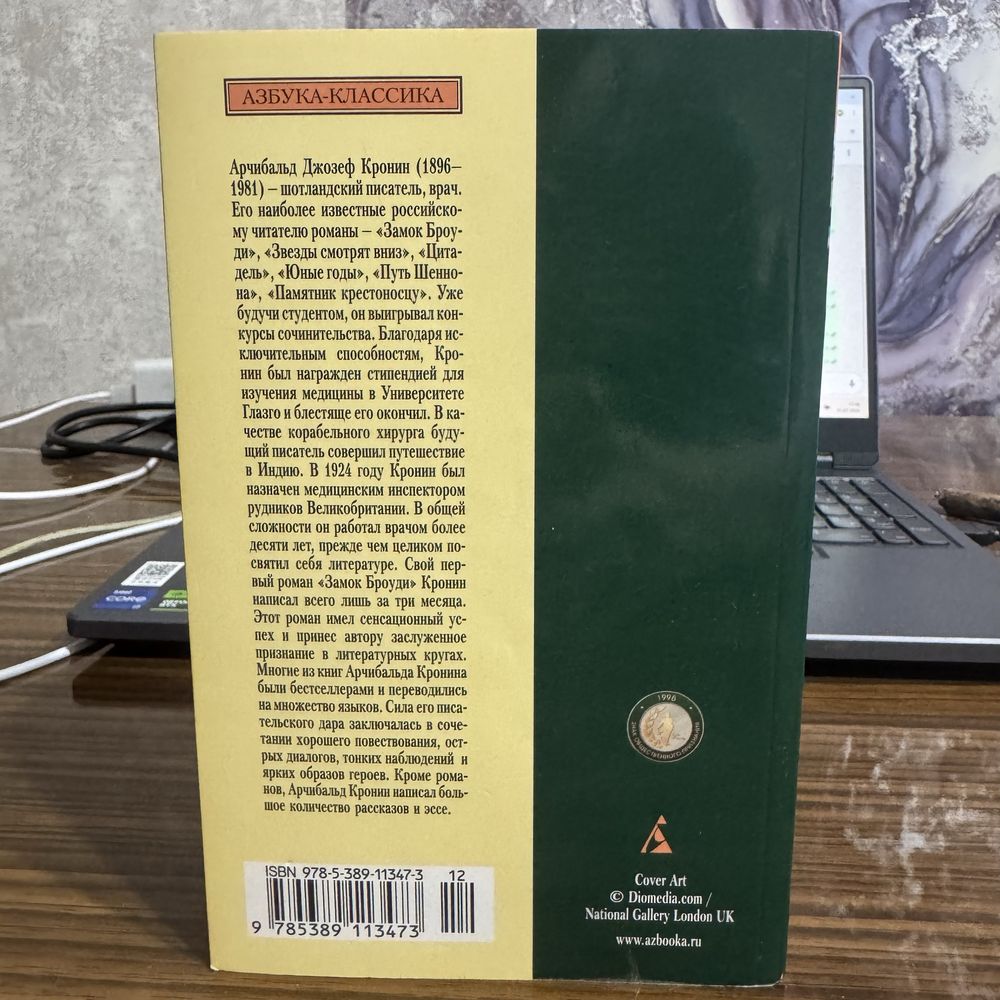 АЗБУКА-КЛАССИКА
Арчибальд Джозеф Кронин (1896–
1981) – шотландский писатель, врач.
Его наиболее известные российско-
му читателю романы – «Замок Броу-
ди», «Звезды смотрят вниз», «Цита-
дель», «Юные годы», «Путь Шенно-
на», «Памятник крестоносцу». Уже
будучи студентом, он выигрывал кон-
курсы сочинительства. Благодаря ис-
ключительным способностям, Кро-
нин был награжден стипендией для
изучения медицины в Университете
Глазго и блестяще его окончил. В ка-
честве корабельного хирурга буду-
щий писатель совершил путешествие
в Индию. В 1924 году Кронин был
назначен медицинским инспектором
рудников Великобритании. В общей
сложности он работал врачом более
десяти лет, прежде чем целиком по-
святил себя литературе. Свой пер-
вый роман «Замок Броуди» Кронин
написал всего лишь за три месяца.
Этот роман имел сенсационный ус-
пех и принес автору заслуженное
признание в литературных кругах.
Многие из книг Арчибальда Кронина
были бестселлерами и переводились
на множество языков. Сила его писа-
тельского дара заключалась в соче-
тании хорошего повествования, ост-
рых диалогов, тонких наблюдений и
ярких образов героев. Кроме рома-
нов, Арчибальд Кронин написал боль-
шое количество рассказов и эссе.
ISBN 978-5-389-11347-3 12
9 785389 113473
1996
ЗНАК ОБЩЕСТВЕННОГО ПРИЗНАНИЯ
Cover Art
© Diomedia.com /
National Gallery London UK
www.azbooka.ru
CORE